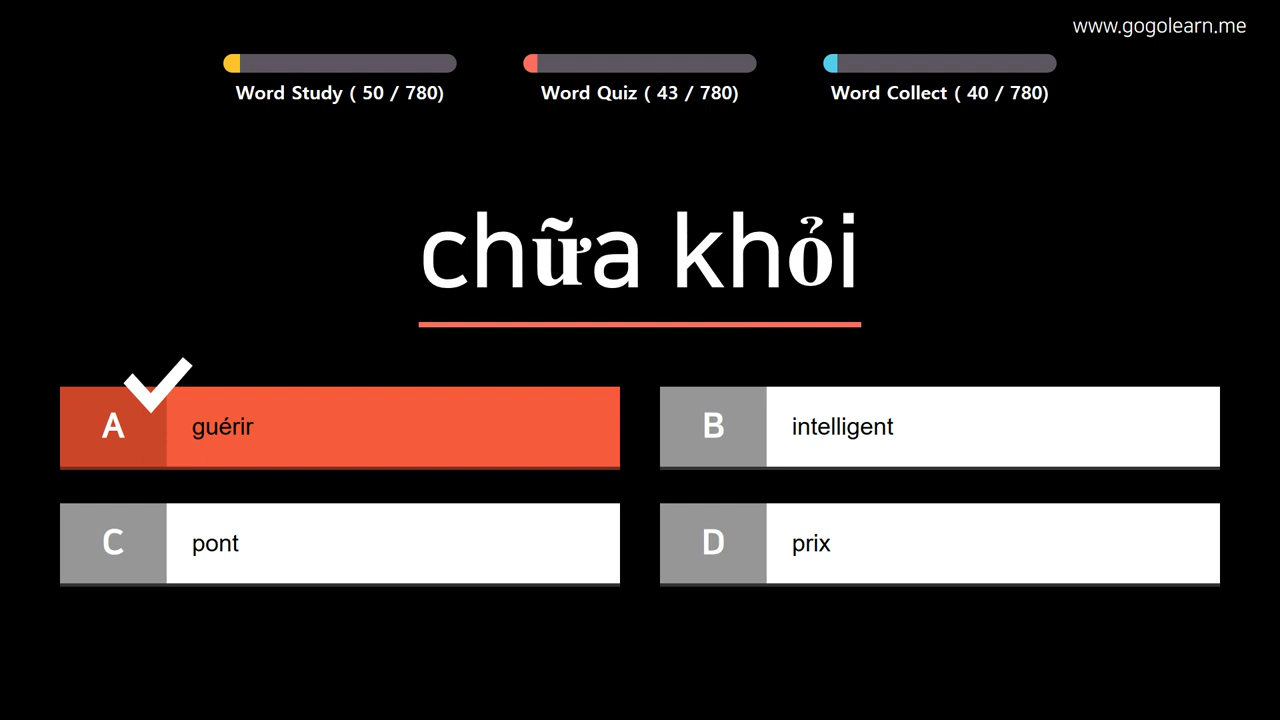 www.gogolearn.me
Word Study ( 50 / 780)
Word Quiz ( 43 / 780)
Word Collect ( 40 / 780)
chữa khỏi
A guérir
B intelligent
C pont
D prix